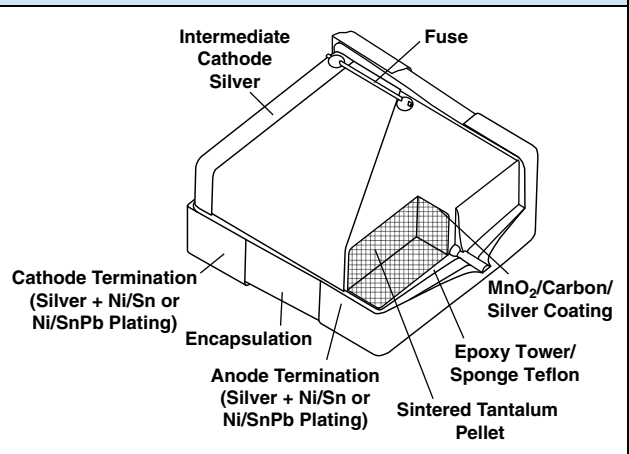 Intermediate
Cathode
Silver
Fuse
Cathode Termination
(Silver + Ni/Sn or
Ni/SnPb Plating)
Encapsulation
Anode Termination
(Silver + Ni/Sn or
Ni/SnPb Plating)
MnO₂/Carbon/
Silver Coating
Epoxy Tower/
Sponge Teflon
Sintered Tantalum
Pellet